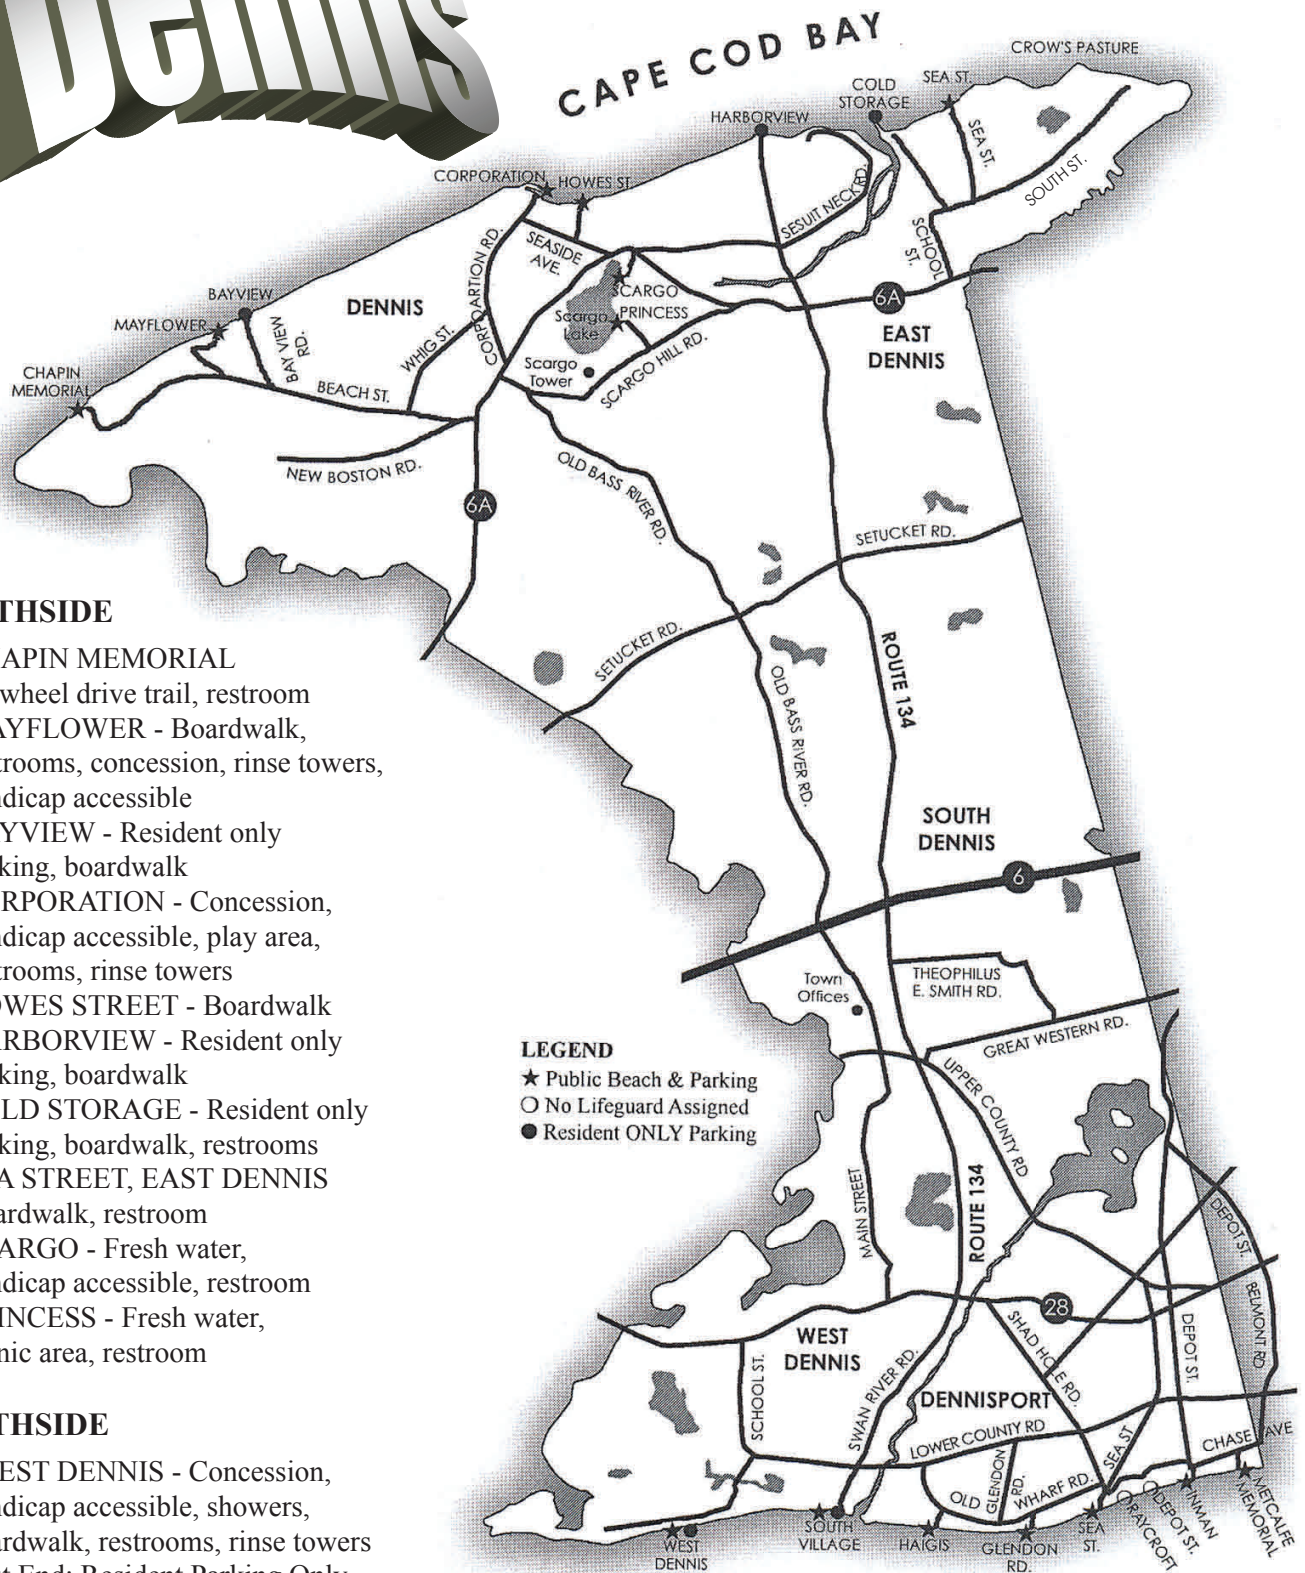 Dennis
CAPE COD BAY
CROW'S PASTURE
SEA ST.
COLD
STORAGE
HARBORVIEW
SEA ST.
SOUTH ST.
CORPORATION
HOWES ST.
SESUIT NECK RD.
SCHOOL
ST.
SEASIDE
AVE.
CORPOARTION RD.
BAYVIEW
MAYFLOWER
BAY VIEW
RD.
DENNIS
WHIG ST.
SCARGO
PRINCESS
Scargo
Lake
6A
EAST
DENNIS
CHAPIN
MEMORIAL
BEACH ST.
Scargo
Tower
SCARGO HILL RD.
NEW BOSTON RD.
6A
OLD BASS RIVER RD.
SETUCKET RD.
SETUCKET RD.
ROUTE 134
OLD BASS RIVER RD.
SOUTH
DENNIS
6
Town
Offices
THEOPHILUS
E. SMITH RD.
GREAT WESTERN RD.
UPPER COUNTY RD
MAIN STREET
ROUTE 134
DEPOT ST.
28
BELMONT RD
WEST
DENNIS
SHAD HOLE RD.
DEPOT ST.
SCHOOL ST.
SWAN RIVER RD.
DENNISPORT
LOWER COUNTY RD
SEA ST
CHASE AVE
OLD
WHARF RD.
GLENDON
RD.
WEST
DENNIS
SOUTH
VILLAGE
HAIGIS
GLENDON
RD.
SEA
ST.
RAYCROFT
DEPOT ST.
INMAN
METCALFE
MEMORIAL
LEGEND
★ Public Beach & Parking
○ No Lifeguard Assigned
● Resident ONLY Parking
THSIDE
APIN MEMORIAL
wheel drive trail, restroom
AYFLOWER - Boardwalk,
trooms, concession, rinse towers,
dicap accessible
YVIEW - Resident only
king, boardwalk
RPORATION - Concession,
dicap accessible, play area,
trooms, rinse towers
OWES STREET - Boardwalk
ARBORVIEW - Resident only
king, boardwalk
LD STORAGE - Resident only
king, boardwalk, restrooms
A STREET, EAST DENNIS
ardwalk, restroom
ARGO - Fresh water,
dicap accessible, restroom
INCESS - Fresh water,
nic area, restroom
THSIDE
EST DENNIS - Concession,
dicap accessible, showers,
ardwalk, restrooms, rinse towers
t End: Resident Parking Only